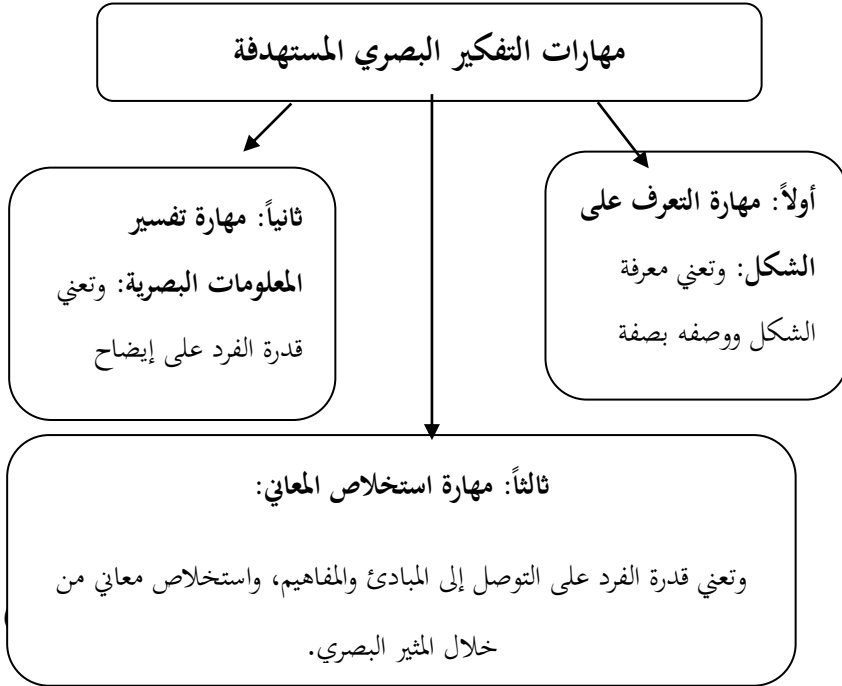 مهارات التفكير البصري المستهدفة
أولاً: مهارة التعرف على
الشكل: وتعني معرفة
الشكل ووصفه بصفة
ثانياً: مهارة تفسير
المعلومات البصرية: وتعني
قدرة الفرد على إيضاح
ثالثاً: مهارة استخلاص المعاني:
وتعني قدرة الفرد على التوصل إلى المبادئ والمفاهيم، واستخلاص معاني من
خلال المثير البصري.